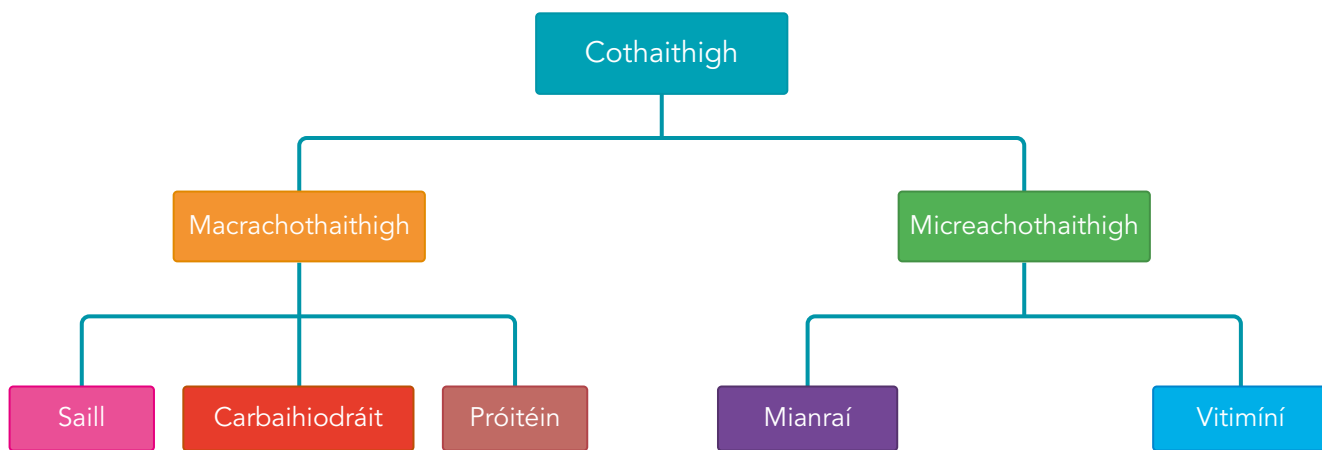 Cothaithigh
Macrachothaithigh
Micreachothaithigh
Saill
Carbaihiodráit
Próitéin
Mianraí
Vitimíní